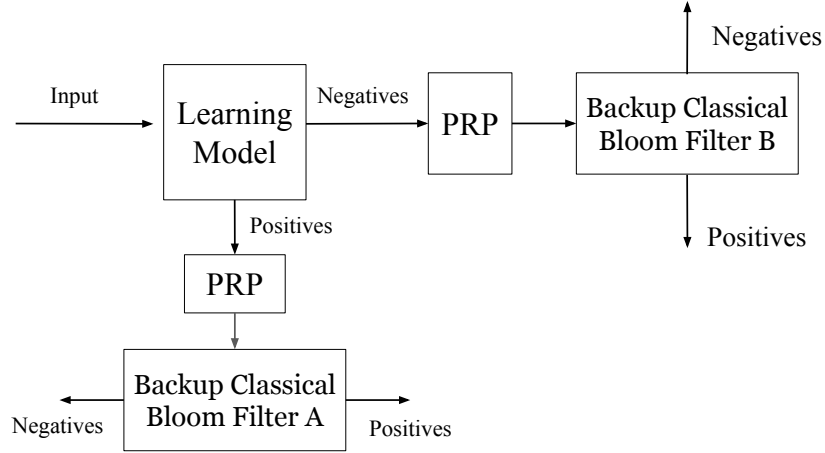 Negatives
Input
Learning
Model
Negatives
PRP
Backup Classical
Bloom Filter B
Positives
Positives
PRP
Backup Classical
Bloom Filter A
Negatives
Positives